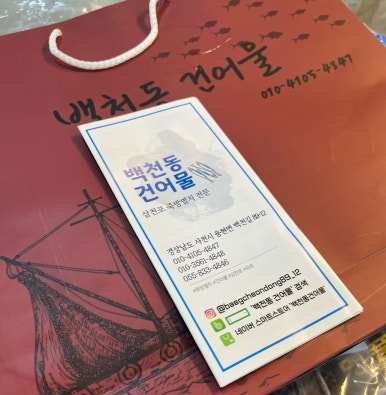 백천동 건어물
010-4105-4847
백천동
건어물
삼천포 죽방멸치 전문
경상남도 사천시 용현면 백천길 89-12
010-4105-4847
010-3561-4848
055-833-4846
@baegcheondong89_12
'백천동 건어물' 검색
네이버 스마트스토어 '백천동건어물'